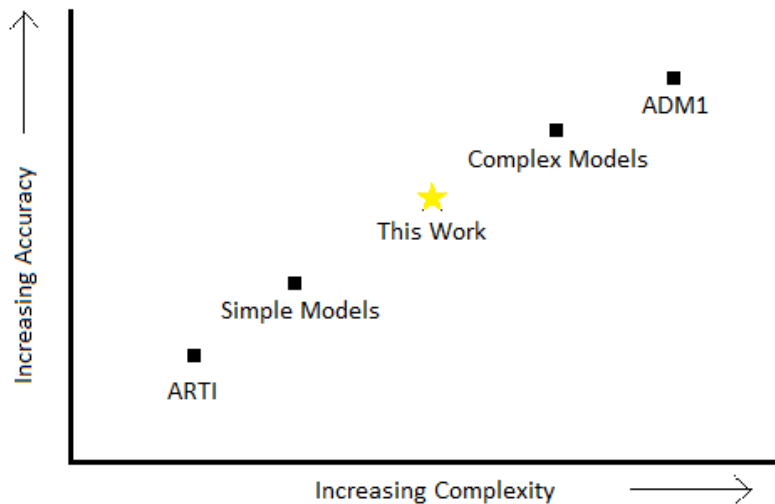 ADM1
Complex Models
This Work
Simple Models
ARTI
Increasing Accuracy
Increasing Complexity